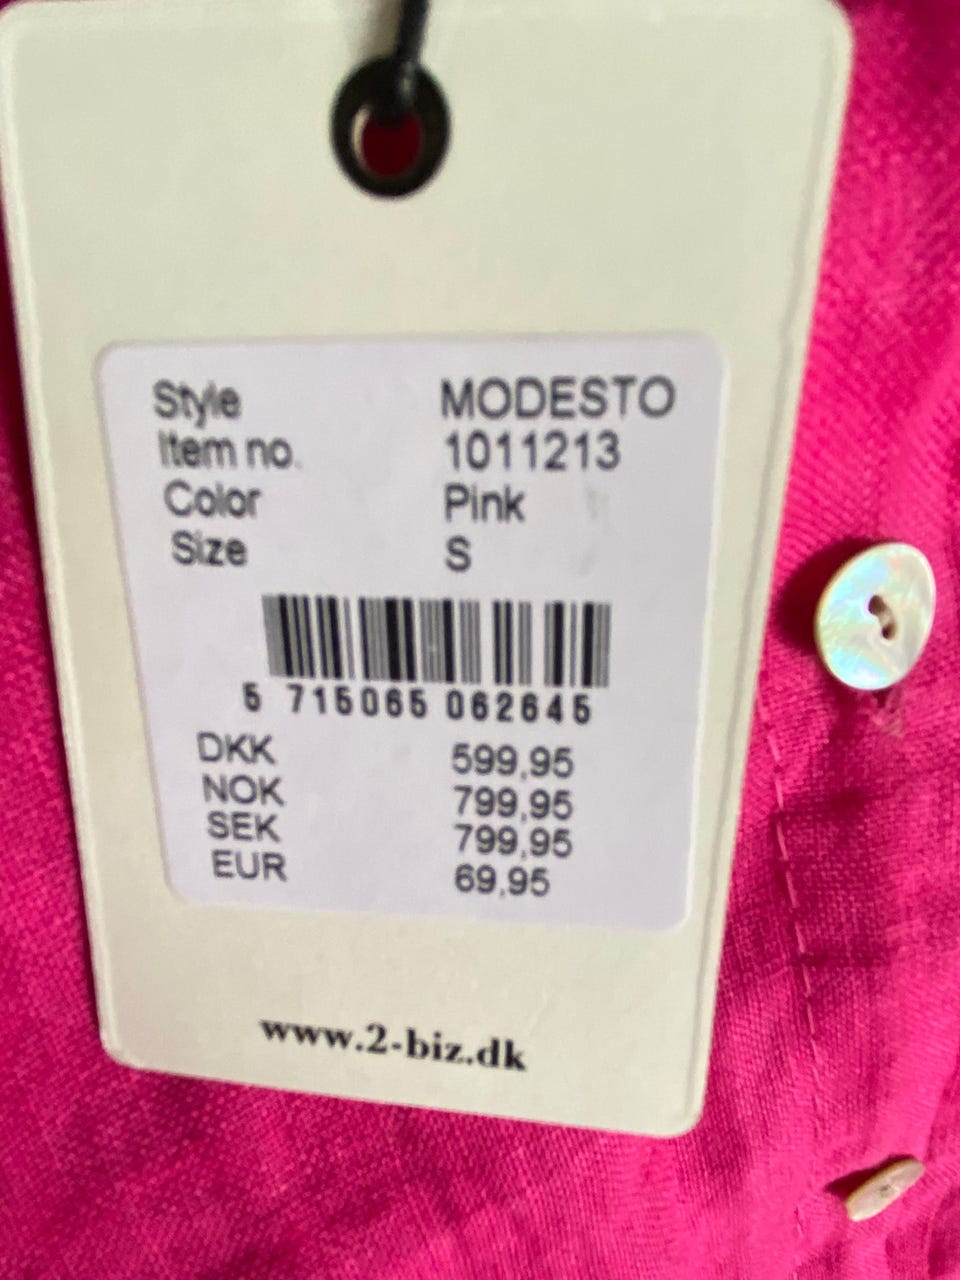 Style MODESTO
Item no. 1011213
Color Pink
Size S
5 715065 062645
DKK 599,95
NOK 799,95
SEK 799,95
EUR 69,95
www.2-biz.dk